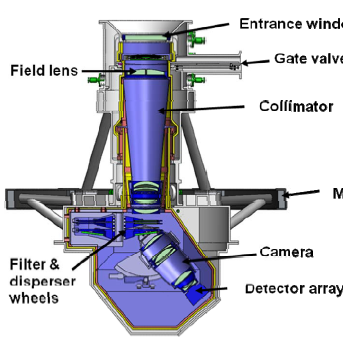 Entrance windo
Gate valve
Field lens
Collimator
M
Camera
Filter &
disperser
wheels
Detector array